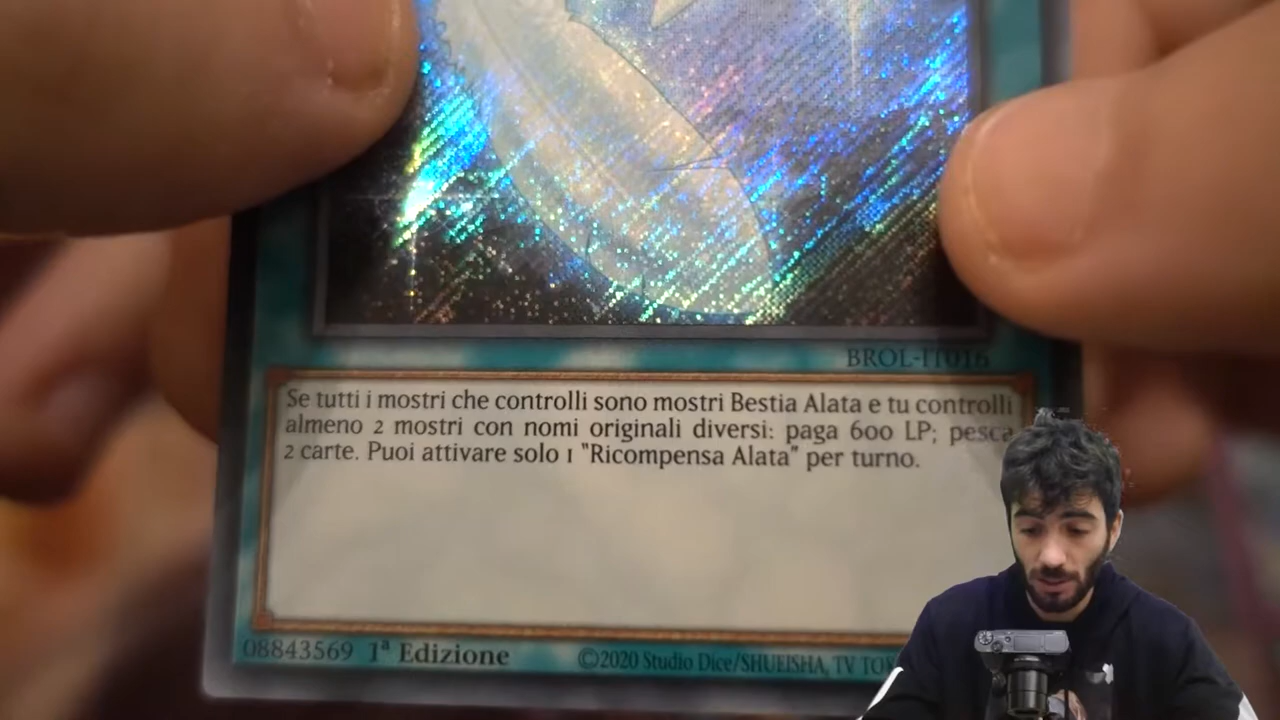 BROL-IT016
Se tutti i mostri che controlli sono mostri Bestia Alata e tu controlli
almeno 2 mostri con nomi originali diversi: paga 600 LP; pesca
2 carte. Puoi attivare solo 1 "Ricompensa Alata" per turno.
08843569 1ª Edizione ©2020 Studio Dice/SHUEISHA, TV